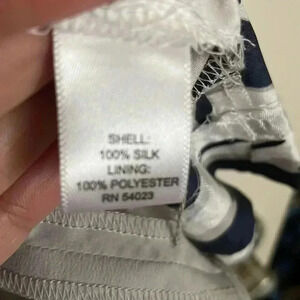 SHELL:
100% SILK
LINING:
100% POLYESTER
RN 54023